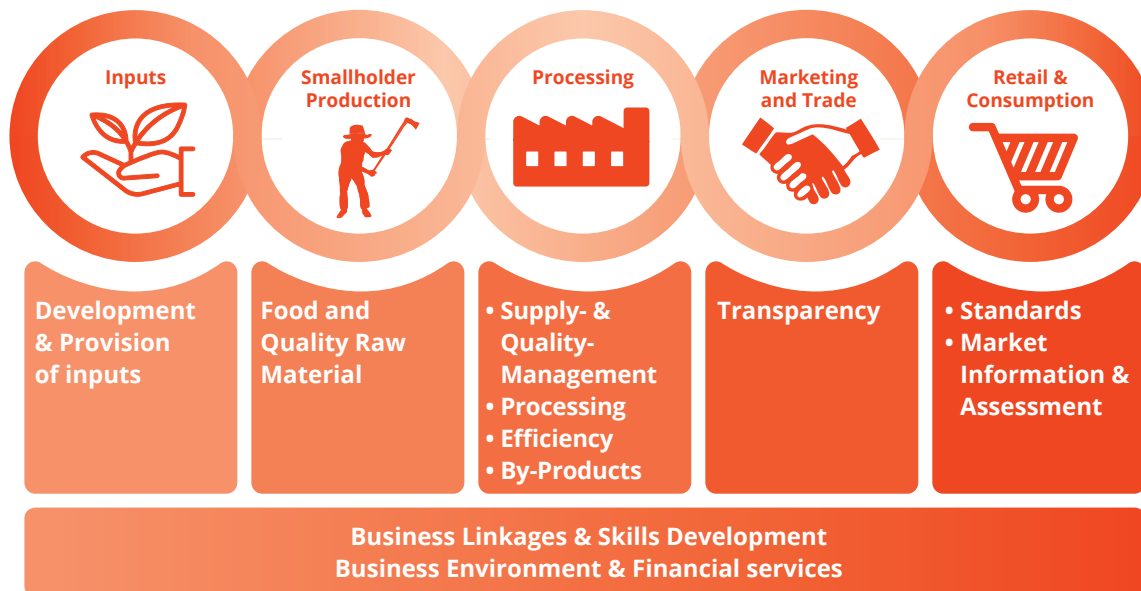 Inputs
Smallholder
Production
Processing
Marketing
and Trade
Retail &
Consumption
Development
& Provision
of inputs
Food and
Quality Raw
Material
• Supply- &
Quality-
Management
• Processing
• Efficiency
• By-Products
Transparency
• Standards
• Market
Information &
Assessment
Business Linkages & Skills Development
Business Environment & Financial services